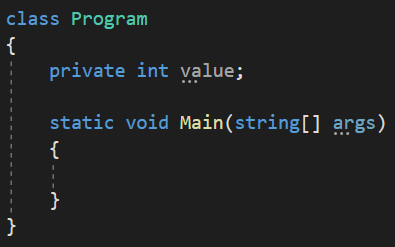 class Program
{
    private int value;

    static void Main(string[] args)
    {

    }
}